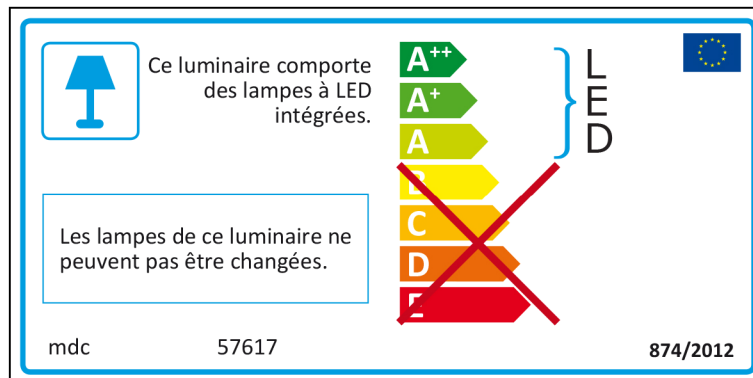 Ce luminaire comporte
des lampes à LED
intégrées.
A++
A+
A
B
C
D
E
L
E
D
Les lampes de ce luminaire ne
peuvent pas être changées.
mdc 57617
874/2012